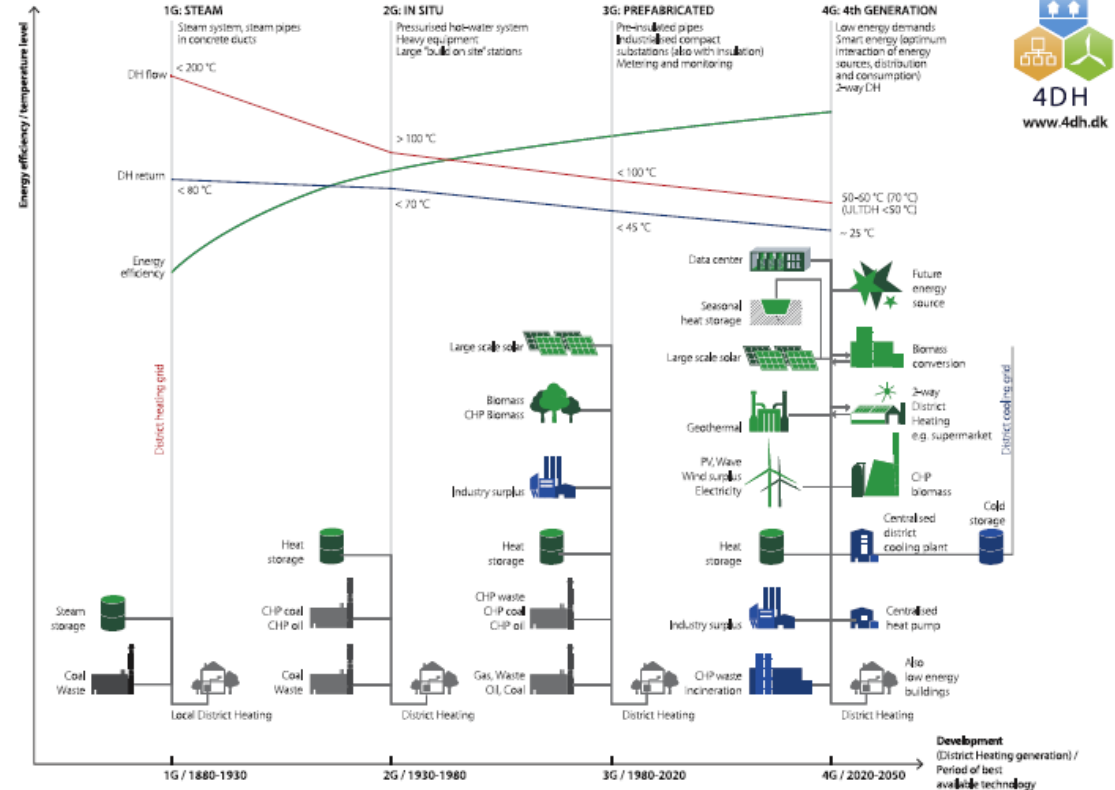 1G: STEAM
Steam system, steam pipes
in concrete ducts
2G: IN SITU
Pressurised hot-water system
Heavy equipment
Large "build on site" stations
3G: PREFABRICATED
Pre-insulated pipes
Industrialised compact
substations (also with insulation)
Metering and monitoring
4G: 4th GENERATION
Low energy demands
Smart energy (optimum
interaction of energy
sources, distribution
and consumption)
2-way DH
4DH
www.4dh.dk
Energy efficiency / temperature level
DH flow
< 200 °C
> 100 °C
< 100 °C
50-60 °C (70 °C)
(ULTDH <50 °C)
DH return
< 80 °C
< 70 °C
< 45 °C
~ 25 °C
Energy
efficiency
District heating grid
District cooling grid
Steam
storage
Coal
Waste
Local District Heating
Heat
storage
CHP coal
CHP oil
Coal
Waste
District Heating
Large scale solar
Biomass
CHP Biomass
Industry surplus
Heat
storage
CHP waste
CHP coal
CHP oil
Gas, Waste
Oil, Coal
District Heating
Data center
Seasonal
heat storage
Large scale solar
Geothermal
PV, Wave
Wind surplus
Electricity
Heat
storage
Industry surplus
CHP waste
Incineration
Future
energy
source
Biomass
conversion
2-way
District
Heating
e.g. supermarket
CHP
biomass
Cold
storage
Centralised
district
cooling plant
Centralised
heat pump
Also
low energy
buildings
District Heating
1G / 1880-1930
2G / 1930-1980
3G / 1980-2020
4G / 2020-2050
Development
(District Heating generation) /
Period of best
available technology